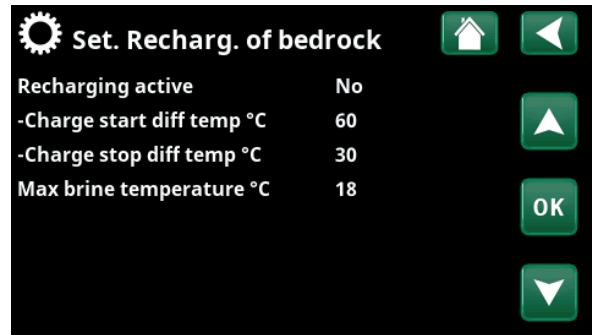 Set. Recharg. of bedrock
Recharging active No
-Charge start diff temp °C 60
-Charge stop diff temp °C 30
Max brine temperature °C 18
OK